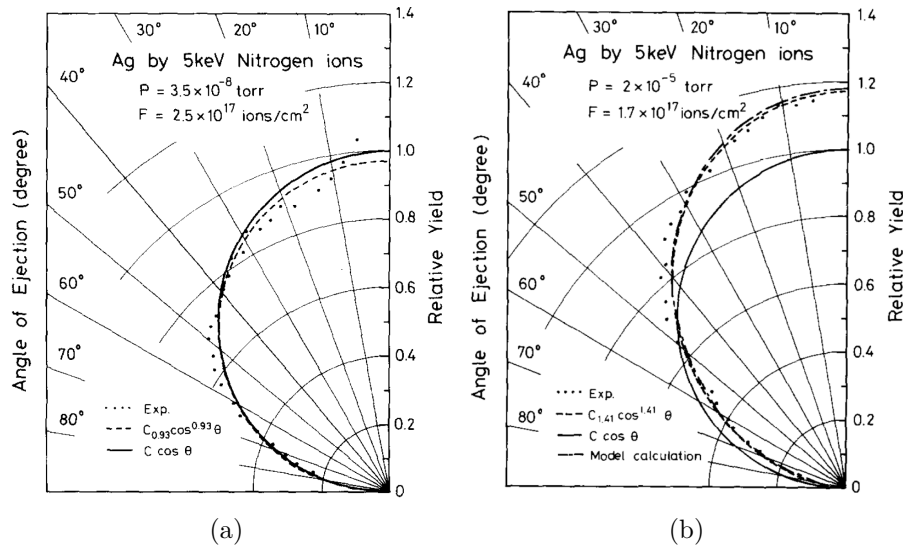 Ag by 5keV Nitrogen ions
P = 3.5×10⁻⁸ torr
F = 2.5×10¹⁷ ions/cm²
30°
20°
10°
40°
50°
60°
70°
80°
Angle of Ejection (degree)
1.4
1.2
1.0
0.8
0.6
0.4
0.2
0
Relative Yield
Exp.
C₀.₉₃cos⁰·⁹³θ
C cos θ
(a)
Ag by 5keV Nitrogen ions
P = 2×10⁻⁵ torr
F = 1.7×10¹⁷ ions/cm²
30°
20°
10°
40°
50°
60°
70°
80°
Angle of Ejection (degree)
1.4
1.2
1.0
0.8
0.6
0.4
0.2
0
Relative Yield
Exp.
C₁.₄₁ cos¹·⁴¹ θ
C cos θ
Model calculation
(b)